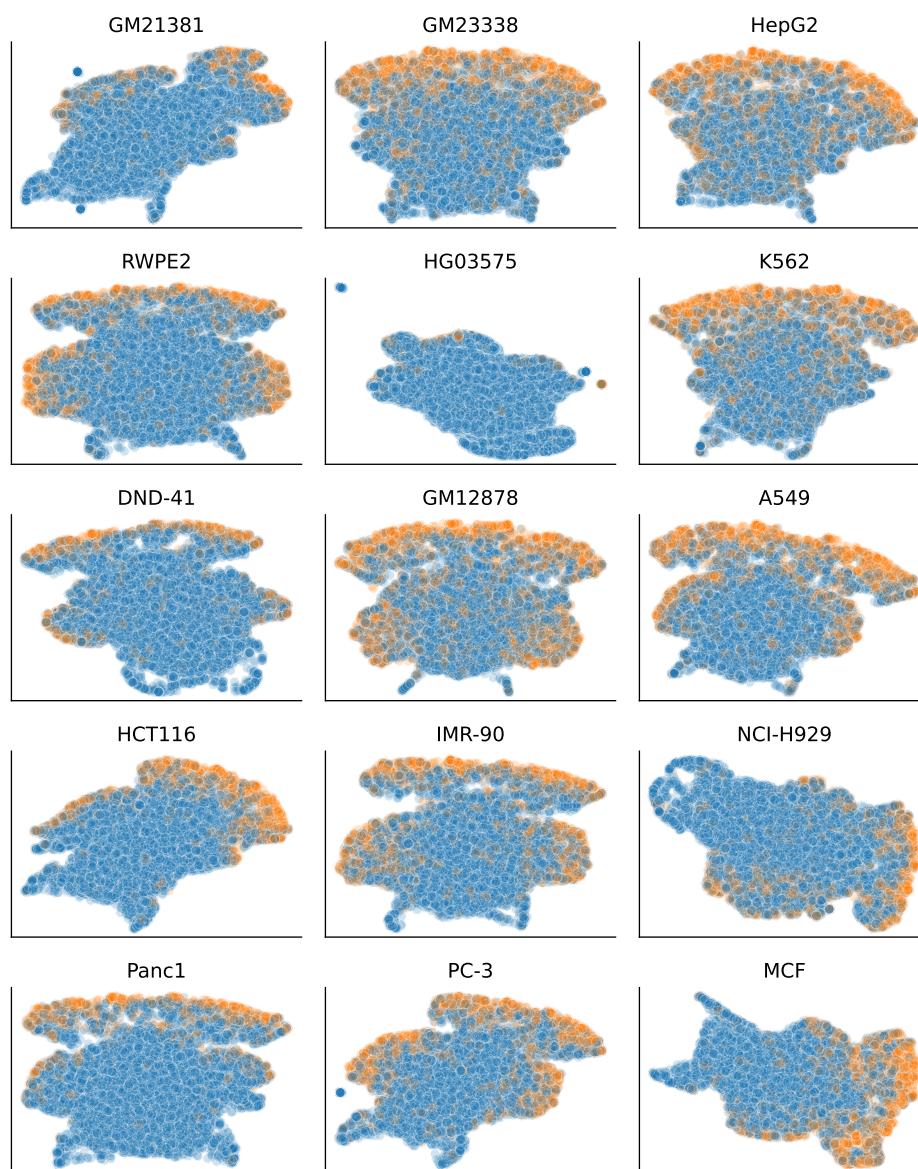 GM21381
GM23338
HepG2
RWPE2
HG03575
K562
DND-41
GM12878
A549
HCT116
IMR-90
NCI-H929
Panc1
PC-3
MCF